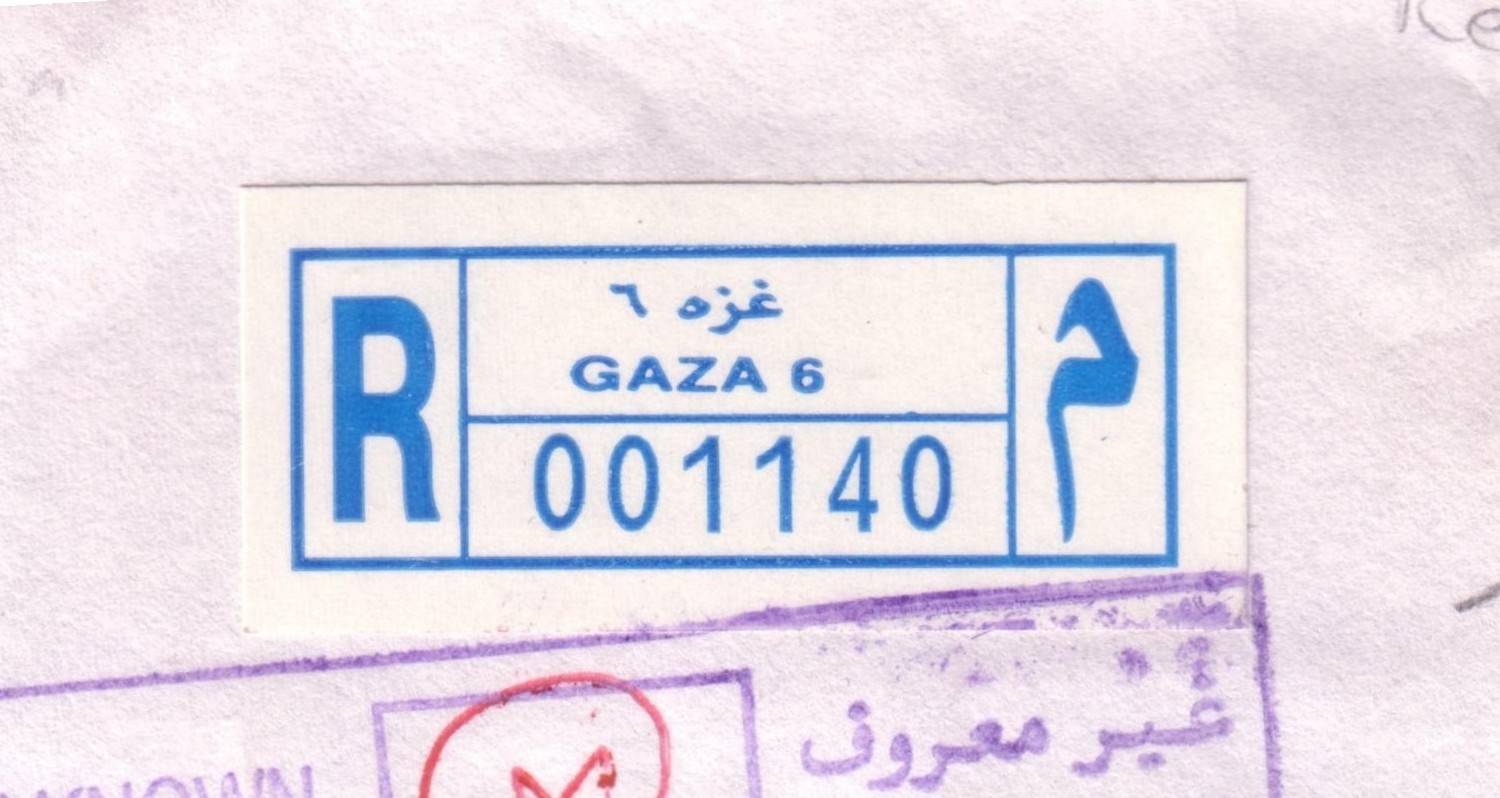 R
غزه ٦
GAZA 6
001140
م
غير معروف